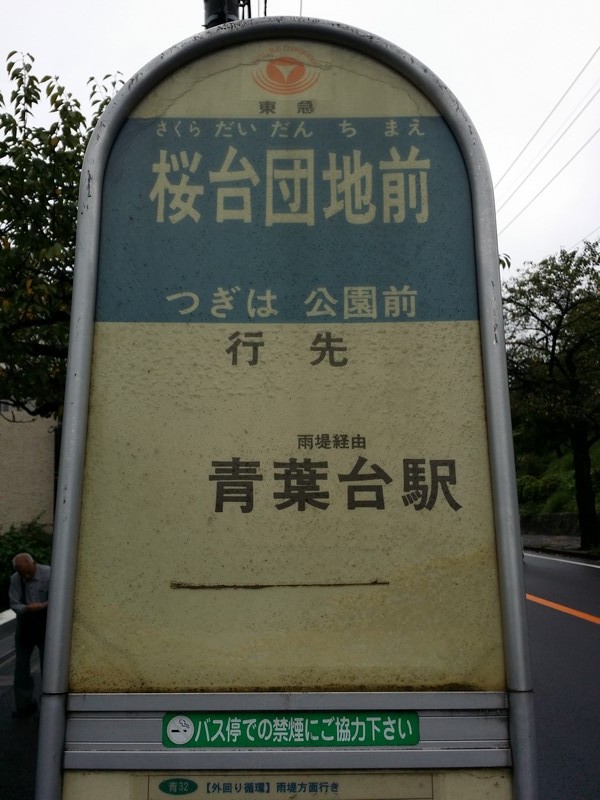 東急
さくら だい だん ち まえ
桜台団地前
つぎは 公園前
行先
雨堤経由
青葉台駅
バス停での禁煙にご協力下さい
青32 【外回り循環】雨堤方面行き